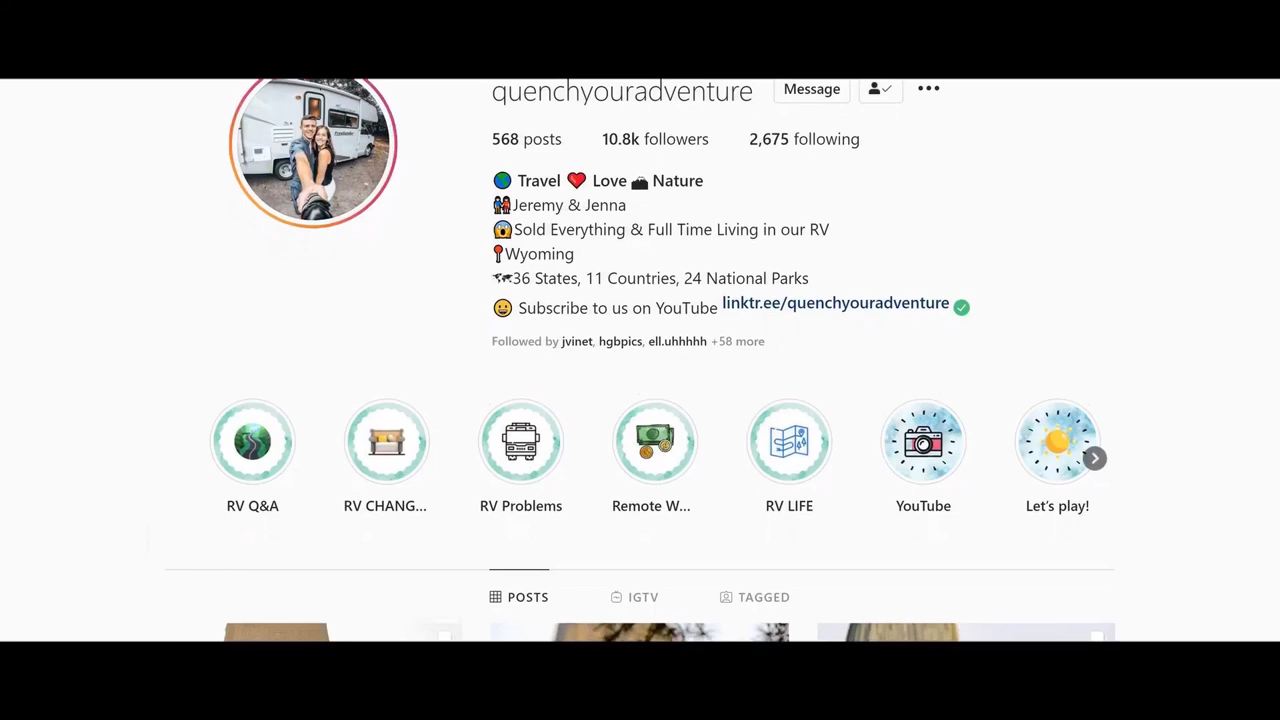 quenchyouradventure Message
568 posts 10.8k followers 2,675 following
🌎 Travel ❤️ Love 🏔 Nature
👫Jeremy & Jenna
😱Sold Everything & Full Time Living in our RV
📍Wyoming
🗺36 States, 11 Countries, 24 National Parks
😀 Subscribe to us on YouTube linktr.ee/quenchyouradventure
Followed by jvinet, hgbpics, ell.uhhhhh +58 more
RV Q&A RV CHANG... RV Problems Remote W... RV LIFE YouTube Let's play!
POSTS IGTV TAGGED